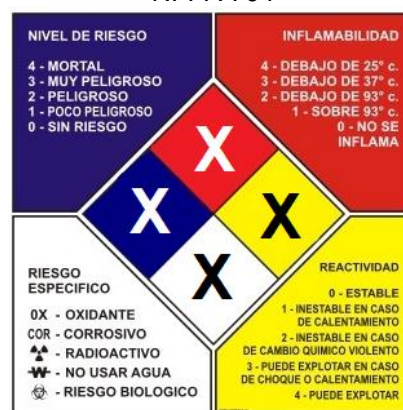 NIVEL DE RIESGO
4 - MORTAL
3 - MUY PELIGROSO
2 - PELIGROSO
1 - POCO PELIGROSO
0 - SIN RIESGO
INFLAMABILIDAD
4 - DEBAJO DE 25° c.
3 - DEBAJO DE 37° c.
2 - DEBAJO DE 93° c.
1 - SOBRE 93° c.
0 - NO SE
INFLAMA
X
X
X
X
RIESGO
ESPECIFICO
0X - OXIDANTE
COR - CORROSIVO
- RADIOACTIVO
W - NO USAR AGUA
- RIESGO BIOLOGICO
REACTIVIDAD
0 - ESTABLE
1 - INESTABLE EN CASO
DE CALENTAMIENTO
2 - INESTABLE EN CASO
DE CAMBIO QUIMICO VIOLENTO
3 - PUEDE EXPLOTAR EN CASO
DE CHOQUE O CALENTAMIENTO
4 - PUEDE EXPLOTAR